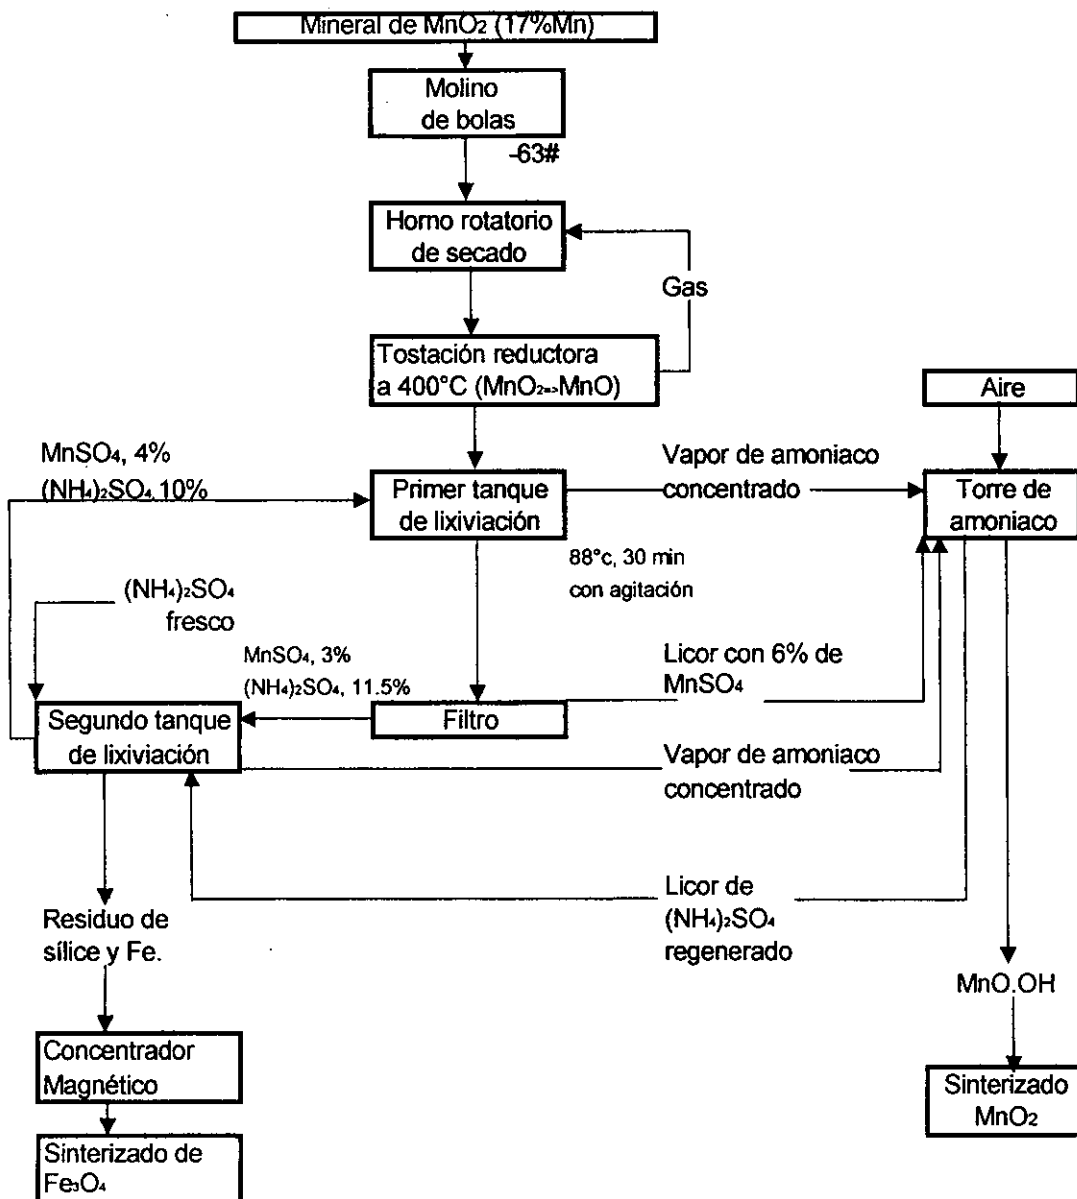 Mineral de MnO₂ (17%Mn)
Molino
de bolas
-63#
Horno rotatorio
de secado
Gas
Tostación reductora
a 400°C (MnO₂=>MnO)
Aire
MnSO₄, 4%
(NH₄)₂SO₄, 10%
Primer tanque
de lixiviación
Vapor de amoniaco
concentrado
Torre de
amoniaco
88°c, 30 min
con agitación
(NH₄)₂SO₄
fresco
MnSO₄, 3%
(NH₄)₂SO₄, 11.5%
Licor con 6% de
MnSO₄
Segundo tanque
de lixiviación
Filtro
Vapor de amoniaco
concentrado
Licor de
(NH₄)₂SO₄
regenerado
Residuo de
sílice y Fe.
MnO.OH
Concentrador
Magnético
Sinterizado
MnO₂
Sinterizado de
Fe₃O₄